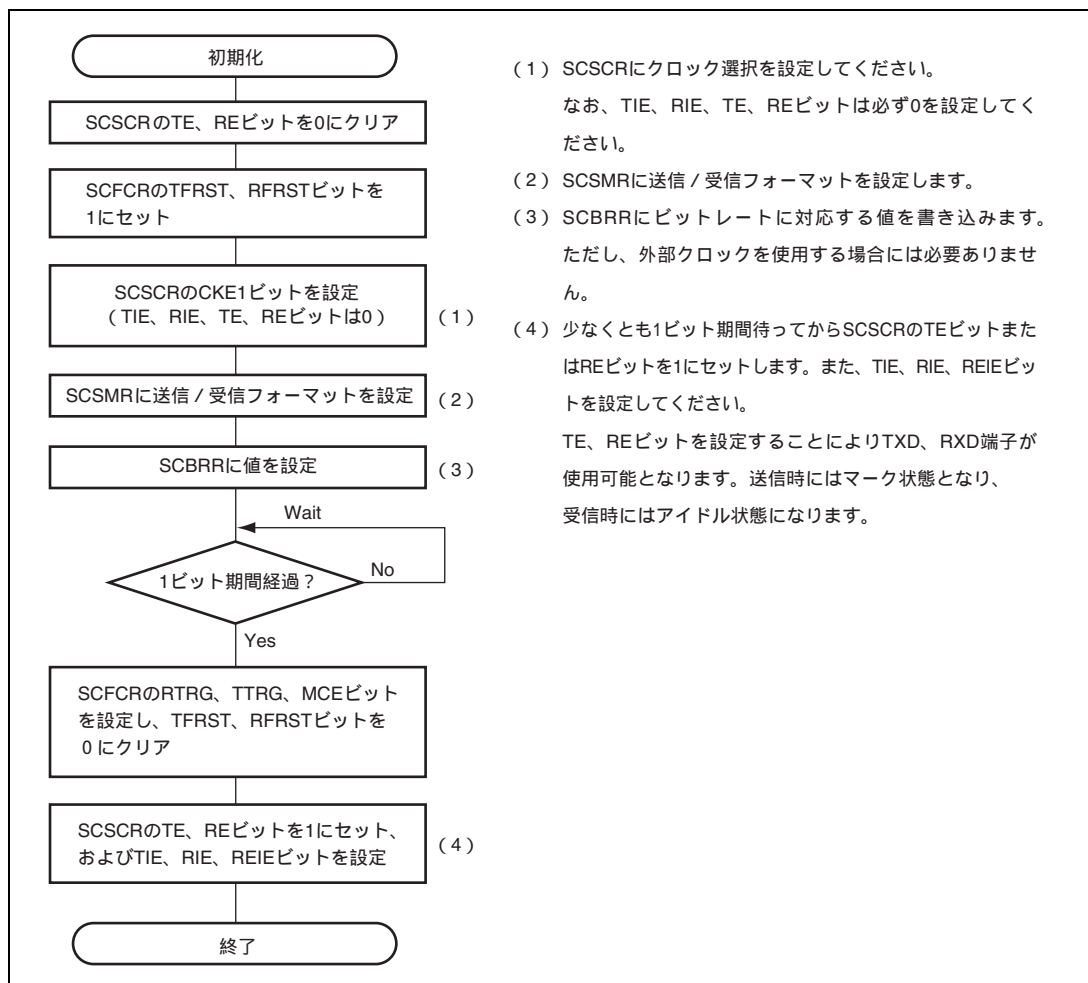 初期化
SCSCRのTE、REビットを0にクリア
SCFCRのTFRST、RFRSTビットを
1にセット
SCSCRのCKE1ビットを設定
(TIE、RIE、TE、REビットは0)
(1)
SCSMRに送信/受信フォーマットを設定
(2)
SCBRRに値を設定
(3)
Wait
1ビット期間経過?
No
Yes
SCFCRのRTRG、TTRG、MCEビット
を設定し、TFRST、RFRSTビットを
0にクリア
SCSCRのTE、REビットを1にセット、
およびTIE、RIE、REIEビットを設定
(4)
終了
(1) SCSCRにクロック選択を設定してください。
なお、TIE、RIE、TE、REビットは必ず0を設定してく
ださい。
(2) SCSMRに送信/受信フォーマットを設定します。
(3) SCBRRにビットレートに対応する値を書き込みます。
ただし、外部クロックを使用する場合には必要ありませ
ん。
(4) 少なくとも1ビット期間待ってからSCSCRのTEビットまた
はREビットを1にセットします。また、TIE、RIE、REIEビッ
トを設定してください。
TE、REビットを設定することによりTXD、RXD端子が
使用可能となります。送信時にはマーク状態となり、
受信時にはアイドル状態になります。